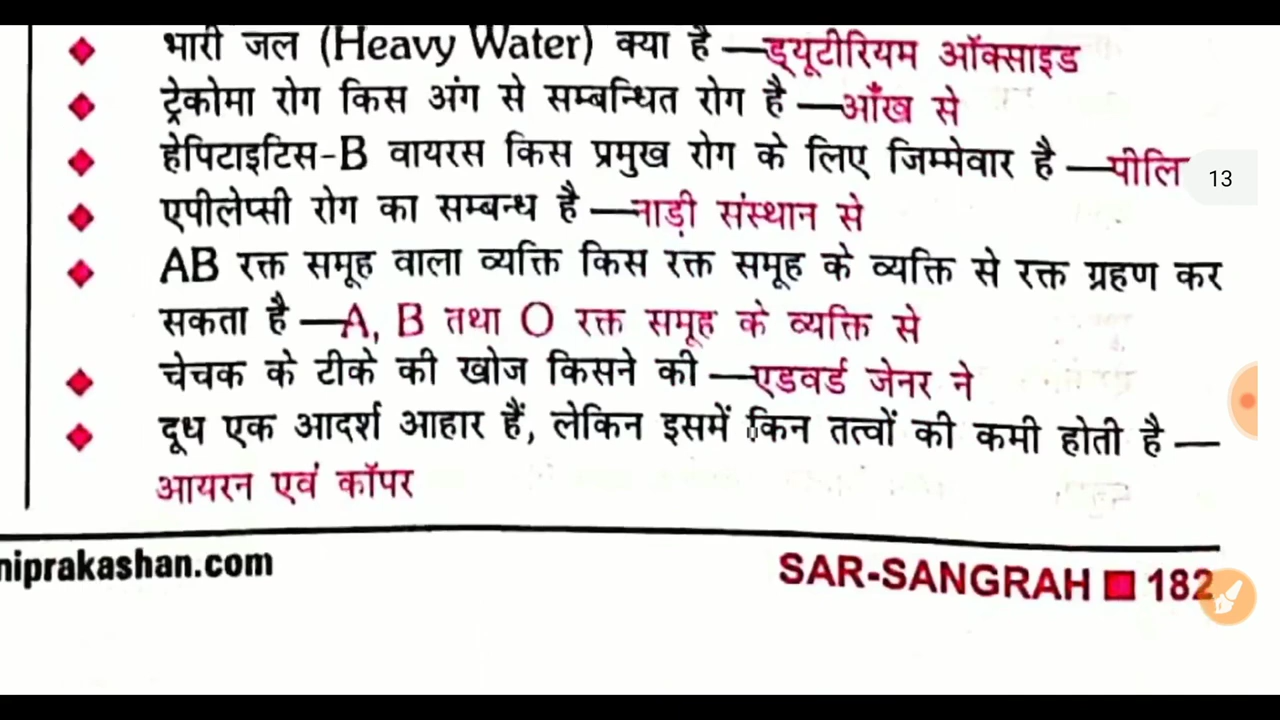 भारी जल (Heavy Water) क्या है —ड्यूटीरियम ऑक्साइड
ट्रेकोमा रोग किस अंग से सम्बन्धित रोग है —आँख से
हेपिटाइटिस-B वायरस किस प्रमुख रोग के लिए जिम्मेवार है —पीलि
13
एपीलेप्सी रोग का सम्बन्ध है —नाड़ी संस्थान से
AB रक्त समूह वाला व्यक्ति किस रक्त समूह के व्यक्ति से रक्त ग्रहण कर
सकता है —A, B तथा O रक्त समूह के व्यक्ति से
चेचक के टीके की खोज किसने की —एडवर्ड जेनर ने
दूध एक आदर्श आहार हैं, लेकिन इसमें किन तत्वों की कमी होती है —
आयरन एवं कॉपर
niprakashan.com
SAR-SANGRAH ■ 182